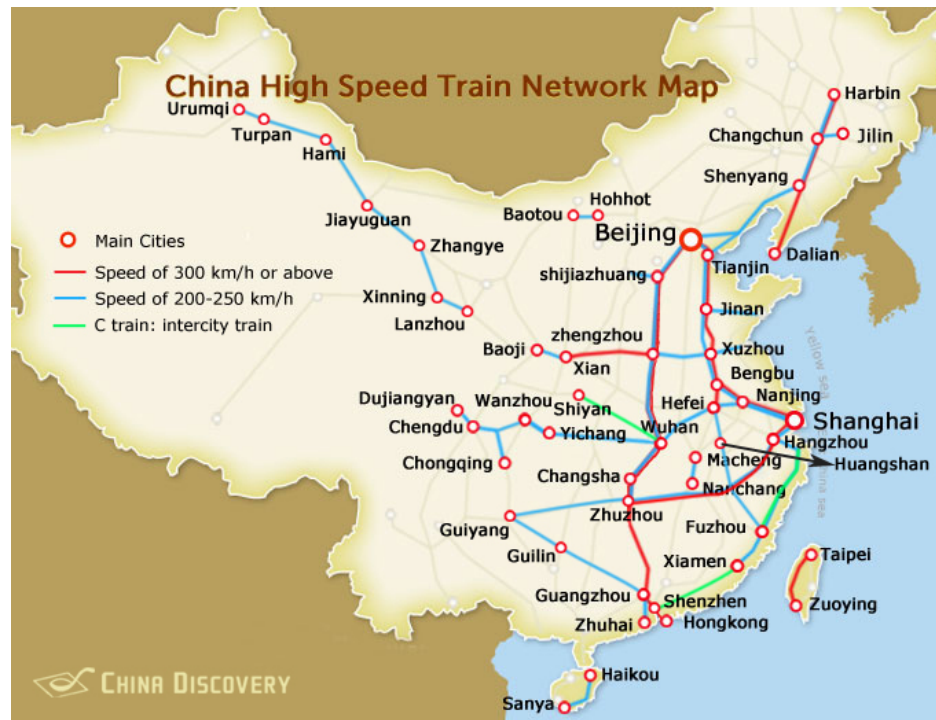 China High Speed Train Network Map
Urumqi
Turpan
Hami
Jiayuguan
Zhangye
Xinning
Lanzhou
Baotou
Hohhot
Beijing
Harbin
Changchun
Jilin
Shenyang
Dalian
Tianjin
shijiazhuang
Jinan
Main Cities
Speed of 300 km/h or above
Speed of 200-250 km/h
C train: intercity train
zhengzhou
Baoji
Xian
Xuzhou
Yellow sea
Bengbu
Dujiangyan
Wanzhou
Shiyan
Hefei
Nanjing
Chengdu
Yichang
Wuhan
Shanghai
Hangzhou
Chongqing
Macheng
Huangshan
Changsha
Nanchang
china sea
Zhuzhou
Guiyang
Fuzhou
Guilin
Xiamen
Taipei
Guangzhou
Shenzhen
Zuoying
Zhuhai
Hongkong
Haikou
Sanya
CHINA DISCOVERY